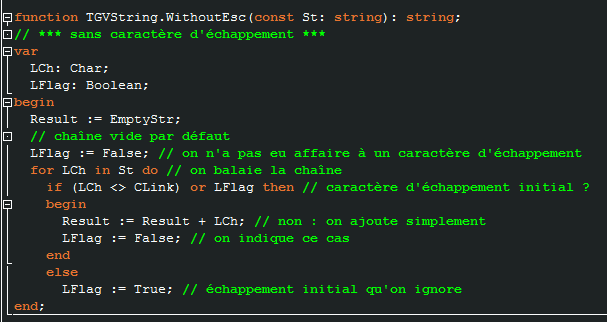 function TGVString.WithoutEsc(const St: string): string;
// *** sans caractère d'échappement ***
var
LCh: Char;
LFlag: Boolean;
begin
Result := EmptyStr;
// chaîne vide par défaut
LFlag := False; // on n'a pas eu affaire à un caractère d'échappement
for LCh in St do // on balaie la chaîne
if (LCh <> CLink) or LFlag then // caractère d'échappement initial ?
begin
Result := Result + LCh; // non : on ajoute simplement
LFlag := False; // on indique ce cas
end
else
LFlag := True; // échappement initial qu'on ignore
end;